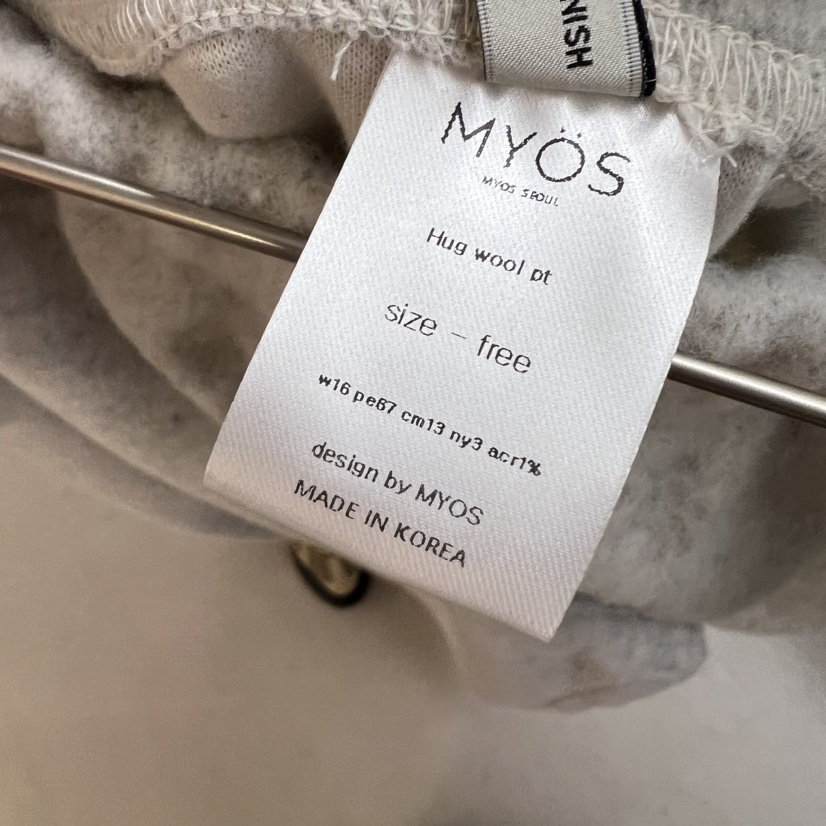 NISH
MYÖS
MYOS SEOUL
Hug wool pt
size – free
w16 pe67 cm13 ny3 acr1%
design by MYOS
MADE IN KOREA